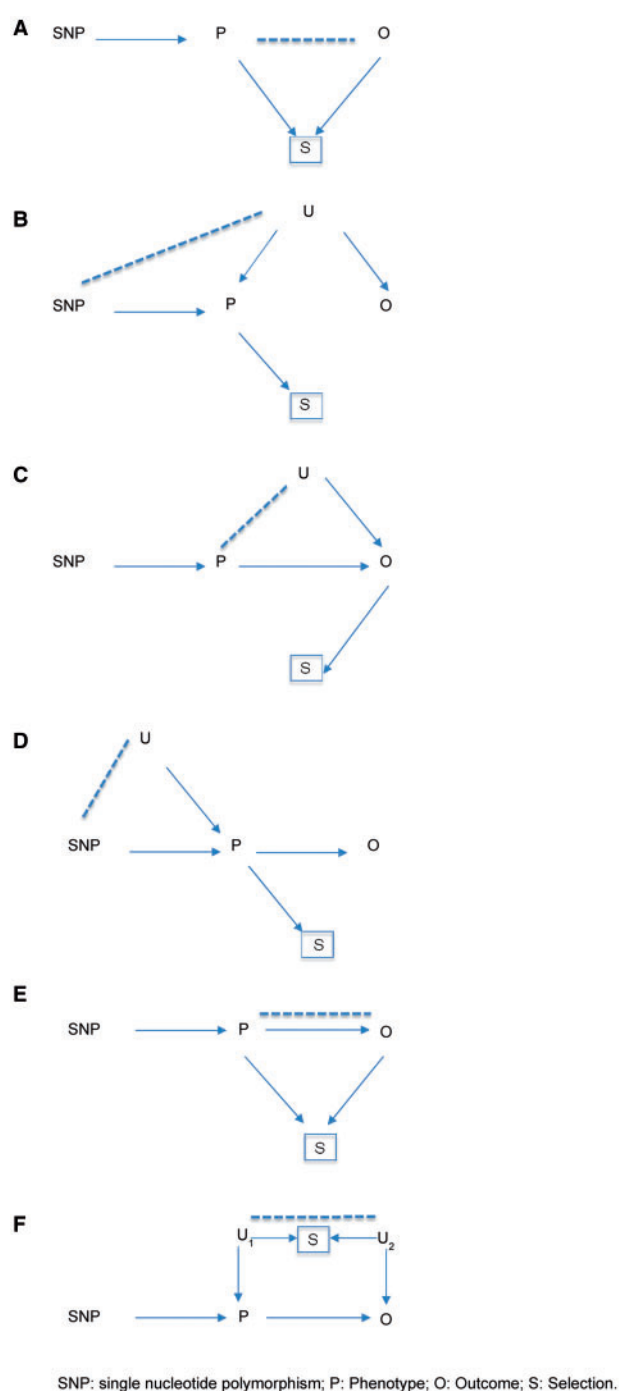 A SNP P O
S
B U
SNP P O
S
C U
SNP P O
S
D U
SNP P O
S
E
SNP P O
S
F U1 S U2
SNP P O
SNP: single nucleotide polymorphism; P: Phenotype; O: Outcome; S: Selection.